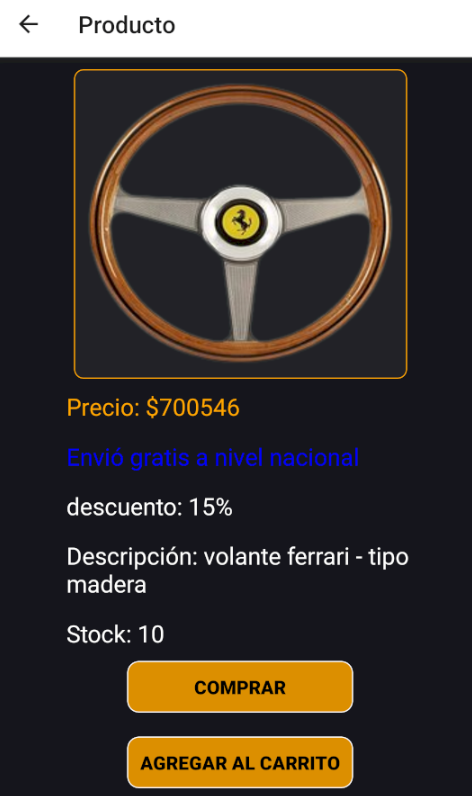 Producto
Precio: $700546
Envió gratis a nivel nacional
descuento: 15%
Descripción: volante ferrari - tipo
madera
Stock: 10
COMPRAR
AGREGAR AL CARRITO